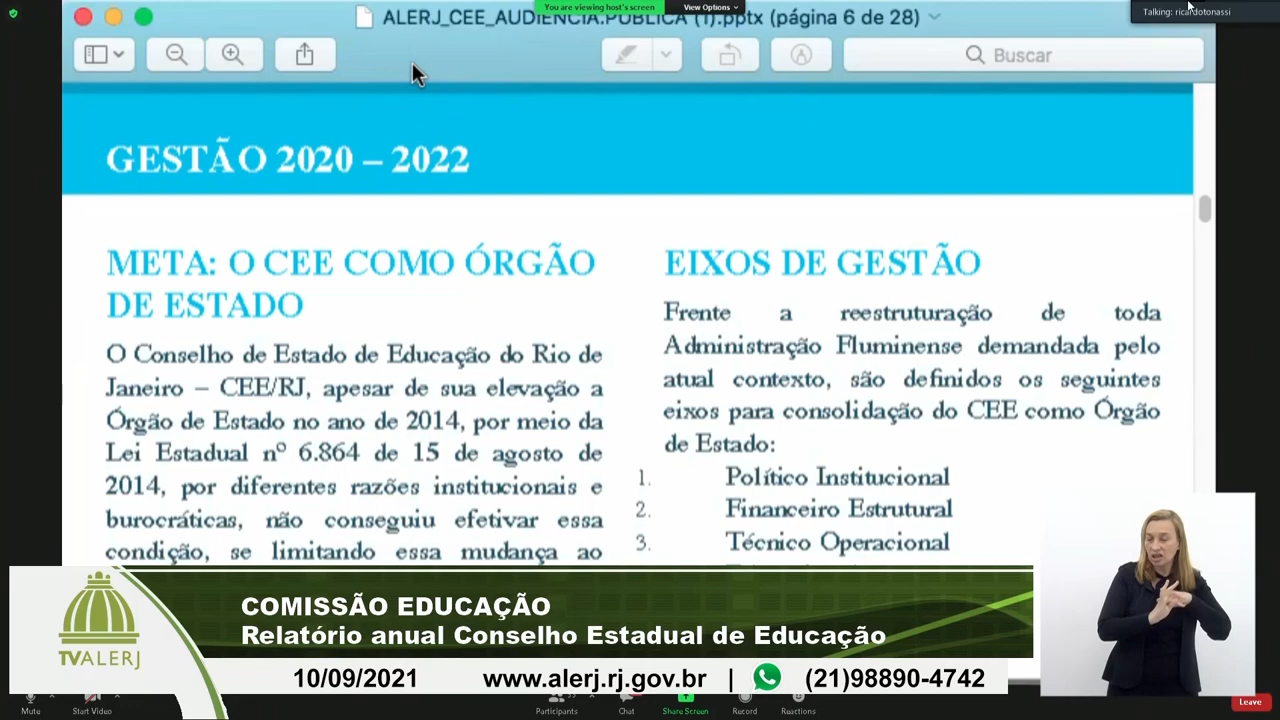 You are viewing host's screen
View Options
Talking: ricardotonassi
ALERJ_CEE_AUDIENCIA.PUBLICA (1).pptx (página 6 de 28)
Buscar
GESTÃO 2020 – 2022
META: O CEE COMO ÓRGÃO
DE ESTADO
O Conselho de Estado de Educação do Rio de
Janeiro – CEE/RJ, apesar de sua elevação a
Órgão de Estado no ano de 2014, por meio da
Lei Estadual nº 6.864 de 15 de agosto de
2014, por diferentes razões institucionais e
burocráticas, não conseguiu efetivar essa
condição, se limitando essa mudança ao
EIXOS DE GESTÃO
Frente a reestruturação de toda
Administração Fluminense demandada pelo
atual contexto, são definidos os seguintes
eixos para consolidação do CEE como Órgão
de Estado:
1. Político Institucional
2. Financeiro Estrutural
3. Técnico Operacional
COMISSÃO EDUCAÇÃO
Relatório anual Conselho Estadual de Educação
TVALERJ
10/09/2021 www.alerj.rj.gov.br | (21)98890-4742
Mute
Start Video
Participants
Chat
Share Screen
Record
Reactions
Leave